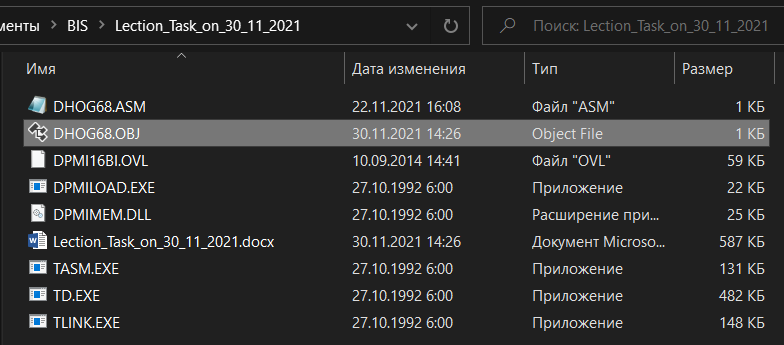 ументы > BIS > Lection_Task_on_30_11_2021 Поиск: Lection_Task_on_30_11_2021
Имя Дата изменения Тип Размер
DHOG68.ASM 22.11.2021 16:08 Файл "ASM" 1 КБ
DHOG68.OBJ 30.11.2021 14:26 Object File 1 КБ
DPMI16BI.OVL 10.09.2014 14:41 Файл "OVL" 59 КБ
DPMILOAD.EXE 27.10.1992 6:00 Приложение 22 КБ
DPMIMEM.DLL 27.10.1992 6:00 Расширение при... 25 КБ
Lection_Task_on_30_11_2021.docx 30.11.2021 14:26 Документ Microso... 587 КБ
TASM.EXE 27.10.1992 6:00 Приложение 131 КБ
TD.EXE 27.10.1992 6:00 Приложение 482 КБ
TLINK.EXE 27.10.1992 6:00 Приложение 148 КБ